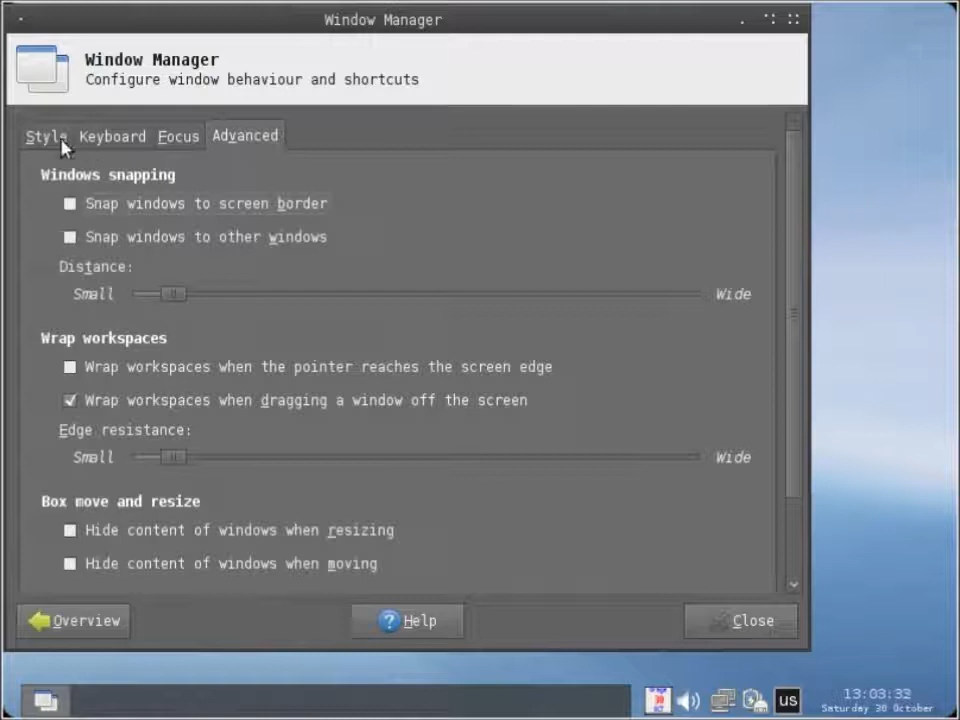 Window Manager
Window Manager
Configure window behaviour and shortcuts
Style Keyboard Focus Advanced
Windows snapping
Snap windows to screen border
Snap windows to other windows
Distance:
Small Wide
Wrap workspaces
Wrap workspaces when the pointer reaches the screen edge
Wrap workspaces when dragging a window off the screen
Edge resistance:
Small Wide
Box move and resize
Hide content of windows when resizing
Hide content of windows when moving
Overview Help Close
us 13:03:33
Saturday 30 October